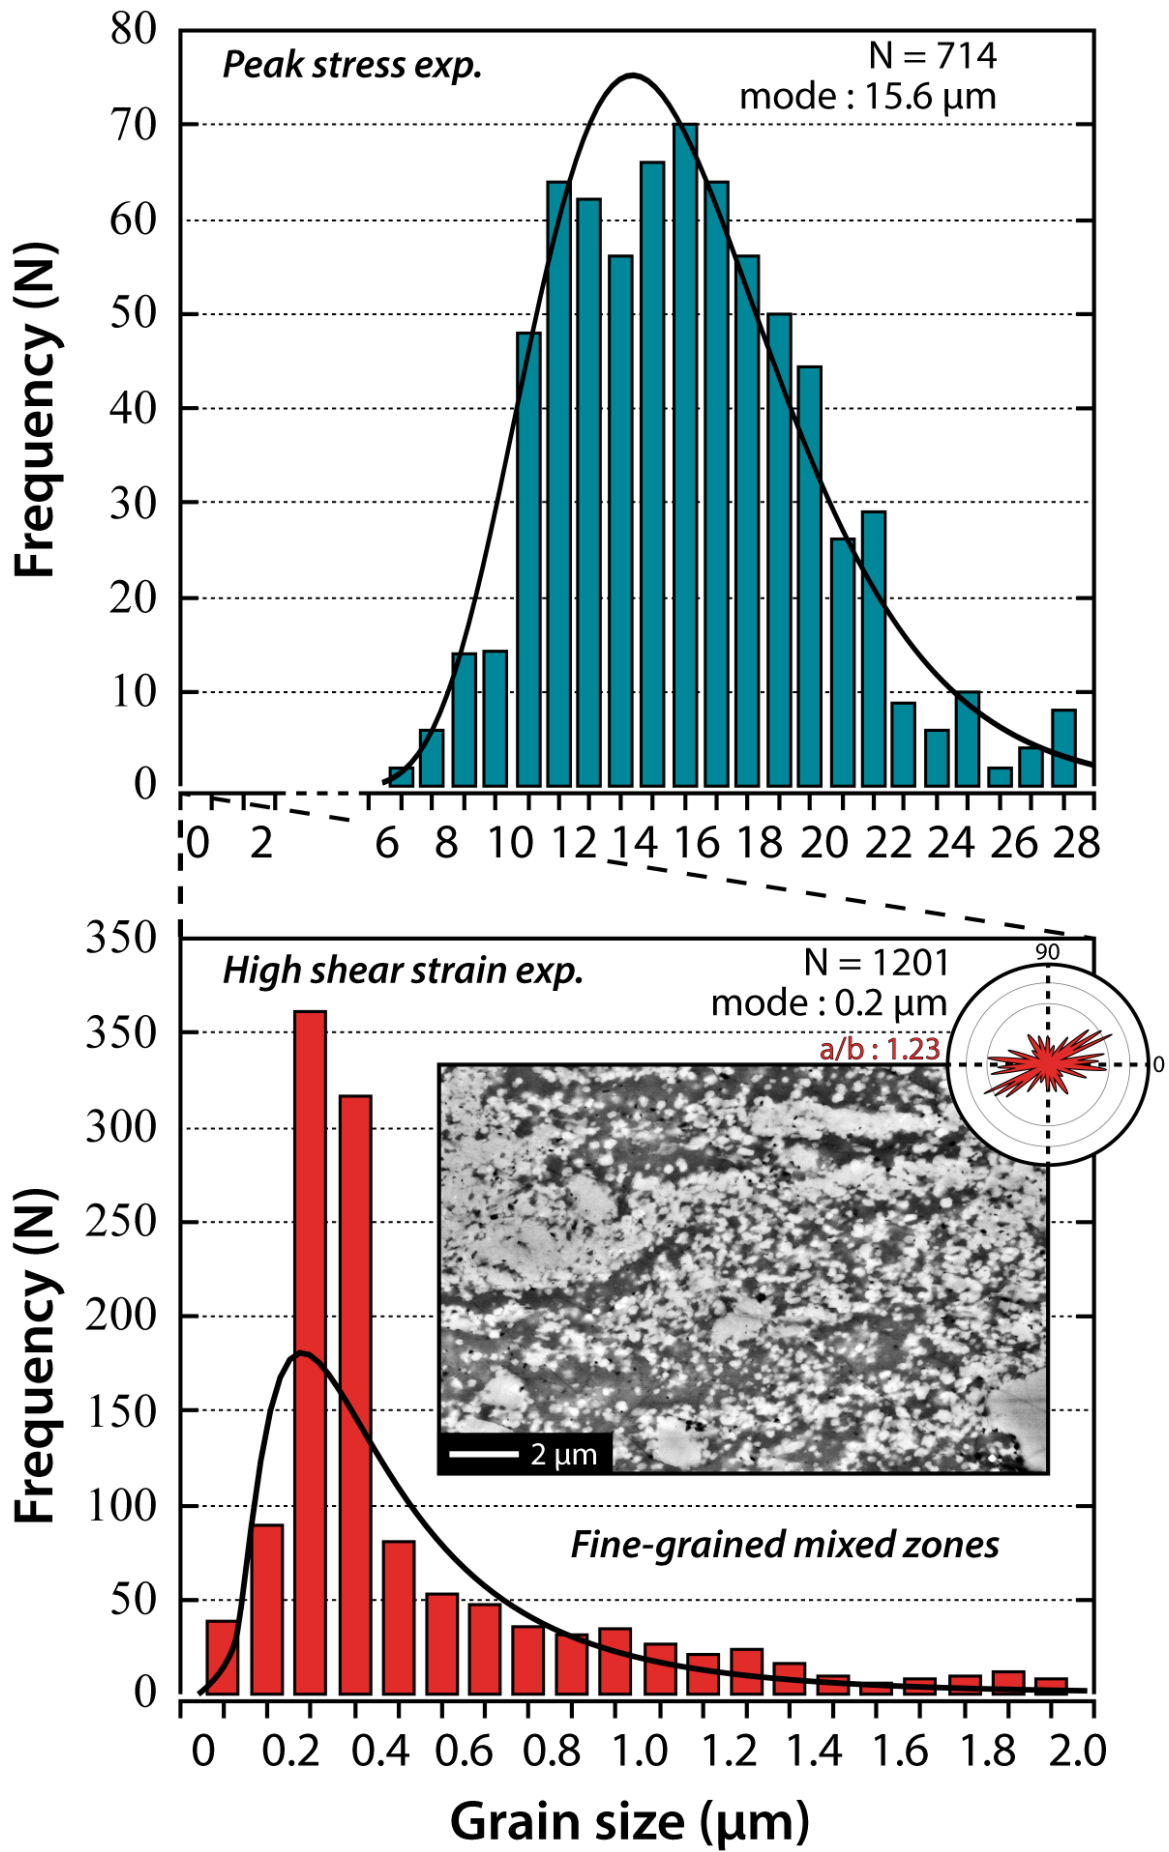 80
Peak stress exp.
N = 714
mode : 15.6 µm
70
60
50
40
30
20
10
0
Frequency (N)
0 2 6 8 10 12 14 16 18 20 22 24 26 28
350
High shear strain exp.
N = 1201
mode : 0.2 µm
a/b : 1.23
90
0
350
300
250
200
150
100
50
0
Frequency (N)
2 µm
Fine-grained mixed zones
0 0.2 0.4 0.6 0.8 1.0 1.2 1.4 1.6 1.8 2.0
Grain size (µm)